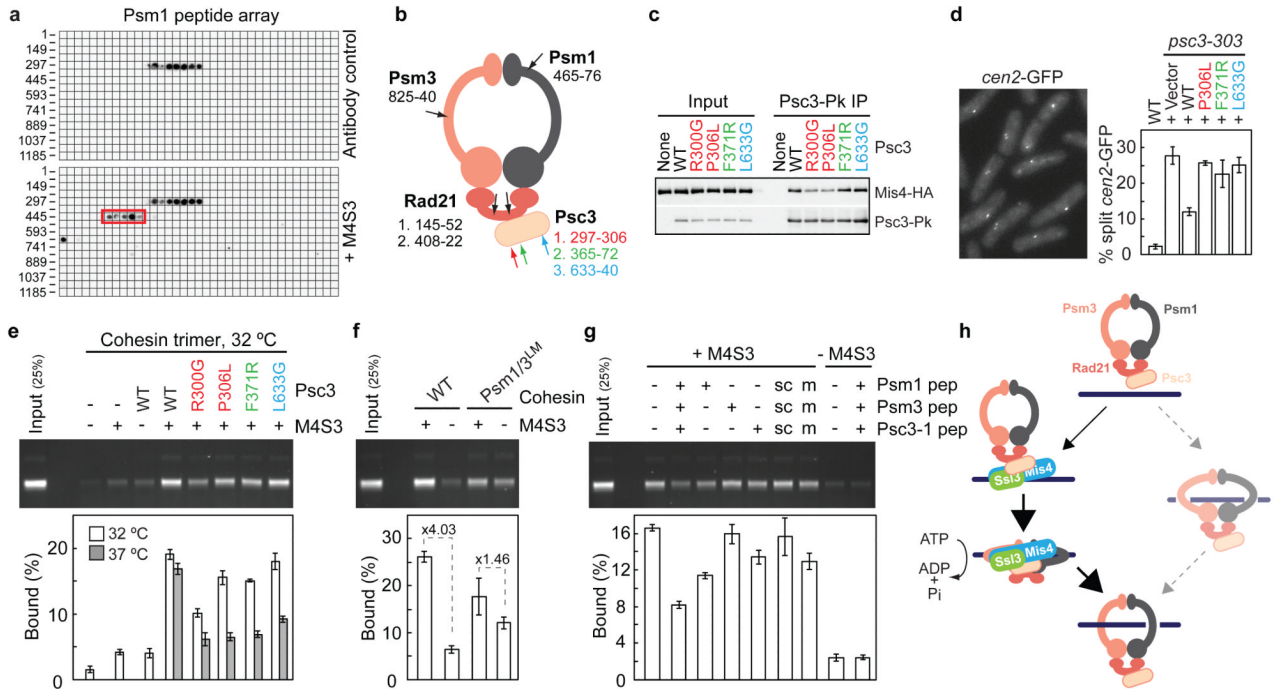 a
Psm1 peptide array
1
149
297
445
593
741
889
1037
1185
Antibody control
1
149
297
445
593
741
889
1037
1185
+ M4S3
b
Psm3
825-40
Psm1
465-76
Rad21
1. 145-52
2. 408-22
Psc3
1. 297-306
2. 365-72
3. 633-40
c
Input Psc3-Pk IP
None WT R300G P306L F371R L633G None WT R300G P306L F371R L633G Psc3
Mis4-HA
Psc3-Pk
d
cen2-GFP
psc3-303
WT Vector WT P306L F371R L633G
+ + + + +
% split cen2-GFP
30
20
10
0
e
Cohesin trimer, 32 ºC
Input (25%)
- - WT WT R300G P306L F371R L633G Psc3
- + - + + + + + M4S3
Bound (%)
20
10
0
32 ºC
37 ºC
f
Input (25%)
WT Psm1/3LM Cohesin
+ - + - M4S3
Bound (%)
30
20
10
0
x4.03
x1.46
g
+ M4S3 - M4S3
Input (25%)
- + + - - sc m - + Psm1 pep
- + - + - sc m - + Psm3 pep
- + - - + sc m - + Psc3-1 pep
Bound (%)
16
12
8
4
0
h
Psm3
Psm1
Rad21
Psc3
Ssl3 Mis4
ATP
ADP
+
Pi
Ssl3 Mis4